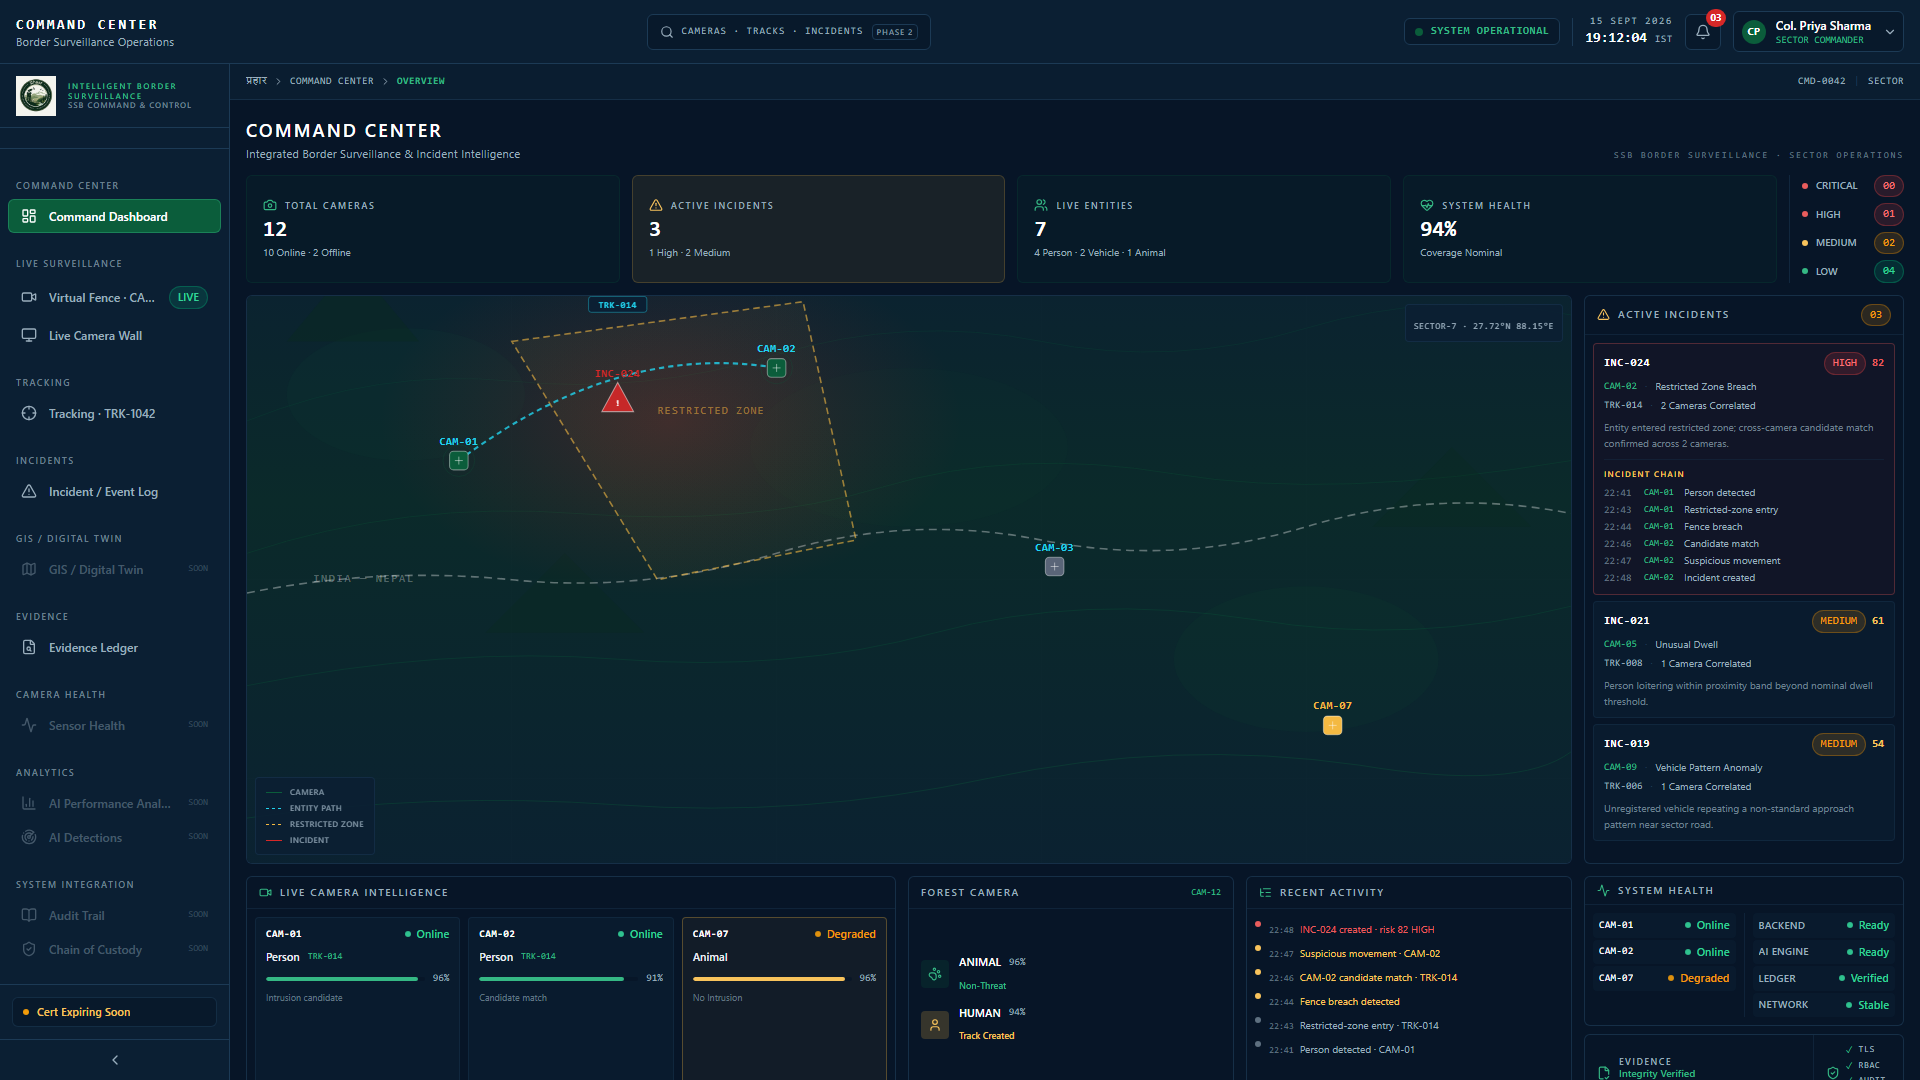 COMMAND CENTER
Border Surveillance Operations
CAMERAS · TRACKS · INCIDENTS PHASE 2
SYSTEM OPERATIONAL
15 SEPT 2026
19:12:04 IST
03
CP
Col. Priya Sharma
SECTOR COMMANDER
INTELLIGENT BORDER
SURVEILLANCE
SSB COMMAND & CONTROL
प्रहार > COMMAND CENTER > OVERVIEW
CMD-0042 | SECTOR
COMMAND CENTER
Integrated Border Surveillance & Incident Intelligence
SSB BORDER SURVEILLANCE · SECTOR OPERATIONS
COMMAND CENTER
Command Dashboard
LIVE SURVEILLANCE
Virtual Fence · CA... LIVE
Live Camera Wall
TRACKING
Tracking · TRK-1042
INCIDENTS
Incident / Event Log
GIS / DIGITAL TWIN
GIS / Digital Twin SOON
EVIDENCE
Evidence Ledger
CAMERA HEALTH
Sensor Health SOON
ANALYTICS
AI Performance Anal... SOON
AI Detections SOON
SYSTEM INTEGRATION
Audit Trail SOON
Chain of Custody SOON
Cert Expiring Soon
TOTAL CAMERAS
12
10 Online · 2 Offline
ACTIVE INCIDENTS
3
1 High · 2 Medium
LIVE ENTITIES
7
4 Person · 2 Vehicle · 1 Animal
SYSTEM HEALTH
94%
Coverage Nominal
CRITICAL 00
HIGH 01
MEDIUM 02
LOW 04
TRK-014
SECTOR-7 · 27.72°N 88.15°E
CAM-02
INC-024
RESTRICTED ZONE
CAM-01
CAM-03
INDIA — NEPAL
CAM-07
CAMERA
ENTITY PATH
RESTRICTED ZONE
INCIDENT
ACTIVE INCIDENTS 03
INC-024 HIGH 82
CAM-02 Restricted Zone Breach
TRK-014 2 Cameras Correlated
Entity entered restricted zone; cross-camera candidate match
confirmed across 2 cameras.
INCIDENT CHAIN
22:41 CAM-01 Person detected
22:43 CAM-01 Restricted-zone entry
22:44 CAM-01 Fence breach
22:46 CAM-02 Candidate match
22:47 CAM-02 Suspicious movement
22:48 CAM-02 Incident created
INC-021 MEDIUM 61
CAM-05 Unusual Dwell
TRK-008 1 Camera Correlated
Person loitering within proximity band beyond nominal dwell
threshold.
INC-019 MEDIUM 54
CAM-09 Vehicle Pattern Anomaly
TRK-006 1 Camera Correlated
Unregistered vehicle repeating a non-standard approach
pattern near sector road.
LIVE CAMERA INTELLIGENCE
CAM-01 Online
Person TRK-014
96%
Intrusion candidate
CAM-02 Online
Person TRK-014
91%
Candidate match
CAM-07 Degraded
Animal
96%
No Intrusion
FOREST CAMERA CAM-12
ANIMAL 96%
Non-Threat
HUMAN 94%
Track Created
RECENT ACTIVITY
22:48 INC-024 created · risk 82 HIGH
22:47 Suspicious movement · CAM-02
22:46 CAM-02 candidate match · TRK-014
22:44 Fence breach detected
22:43 Restricted-zone entry · TRK-014
22:41 Person detected · CAM-01
SYSTEM HEALTH
CAM-01 Online
CAM-02 Online
CAM-07 Degraded
BACKEND Ready
AI ENGINE Ready
LEDGER Verified
NETWORK Stable
EVIDENCE
Integrity Verified
✓ TLS
✓ RBAC
✓ AUDIT